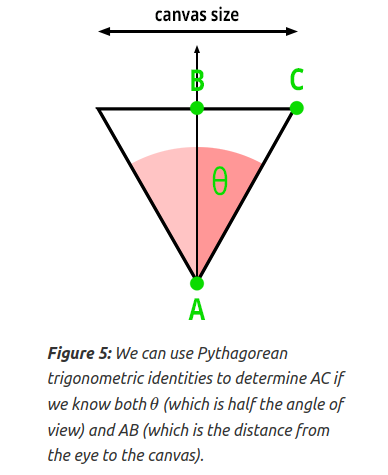 canvas size
B
C
θ
A
Figure 5: We can use Pythagorean
trigonometric identities to determine AC if
we know both θ (which is half the angle of
view) and AB (which is the distance from
the eye to the canvas).